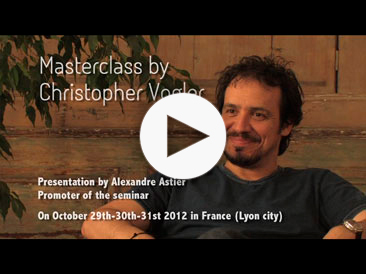 Masterclass by
Christopher Vogler
Presentation by Alexandre Astier
Promoter of the seminar
On October 29th-30th-31st 2012 in France (Lyon city)